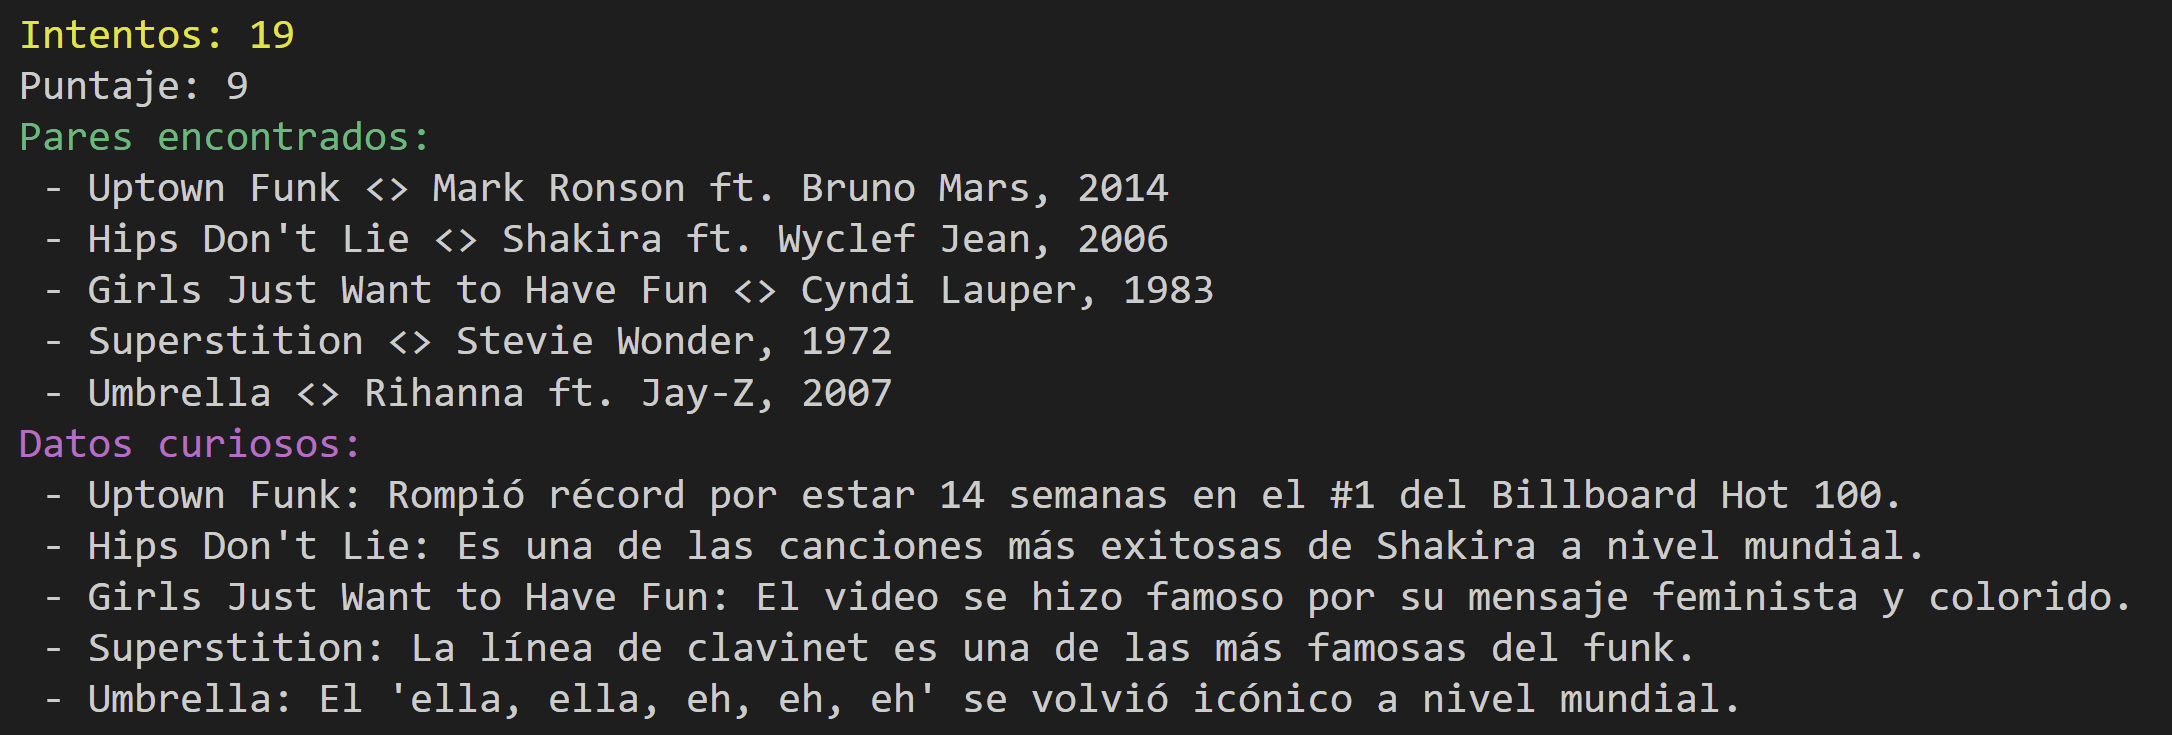 Intentos: 19
Puntaje: 9
Pares encontrados:
- Uptown Funk <> Mark Ronson ft. Bruno Mars, 2014
- Hips Don't Lie <> Shakira ft. Wyclef Jean, 2006
- Girls Just Want to Have Fun <> Cyndi Lauper, 1983
- Superstition <> Stevie Wonder, 1972
- Umbrella <> Rihanna ft. Jay-Z, 2007
Datos curiosos:
- Uptown Funk: Rompió récord por estar 14 semanas en el #1 del Billboard Hot 100.
- Hips Don't Lie: Es una de las canciones más exitosas de Shakira a nivel mundial.
- Girls Just Want to Have Fun: El video se hizo famoso por su mensaje feminista y colorido.
- Superstition: La línea de clavinet es una de las más famosas del funk.
- Umbrella: El 'ella, ella, eh, eh, eh' se volvió icónico a nivel mundial.